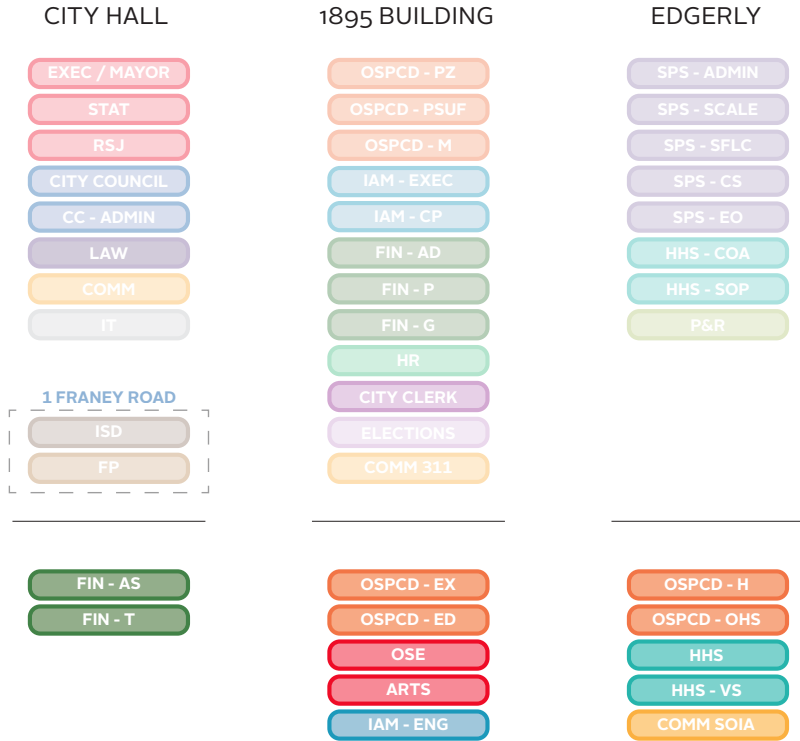 CITY HALL
EXEC / MAYOR
STAT
RSJ
CITY COUNCIL
CC - ADMIN
LAW
COMM
IT
1 FRANEY ROAD
ISD
FP
FIN - AS
FIN - T
1895 BUILDING
OSPCD - PZ
OSPCD - PSUF
OSPCD - M
IAM - EXEC
IAM - CP
FIN - AD
FIN - P
FIN - G
HR
CITY CLERK
ELECTIONS
COMM 311
OSPCD - EX
OSPCD - ED
OSE
ARTS
IAM - ENG
EDGERLY
SPS - ADMIN
SPS - SCALE
SPS - SFLC
SPS - CS
SPS - EO
HHS - COA
HHS - SOP
P&R
OSPCD - H
OSPCD - OHS
HHS
HHS - VS
COMM SOIA